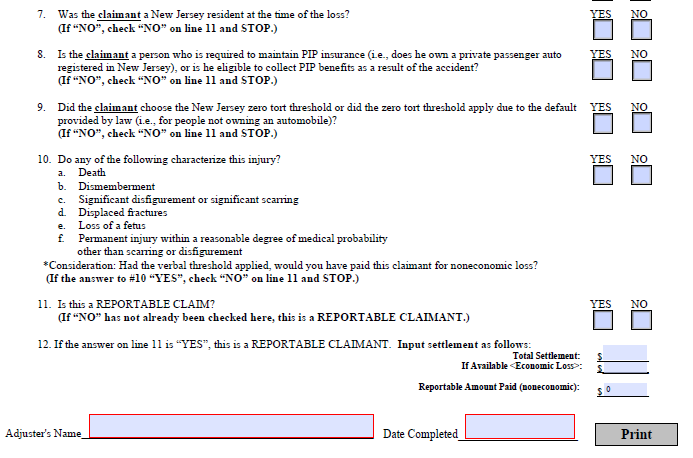 7. Was the claimant a New Jersey resident at the time of the loss? YES NO
(If “NO”, check “NO” on line 11 and STOP.)
8. Is the claimant a person who is required to maintain PIP insurance (i.e., does he own a private passenger auto YES NO
registered in New Jersey), or is he eligible to collect PIP benefits as a result of the accident?
(If “NO”, check “NO” on line 11 and STOP.)
9. Did the claimant choose the New Jersey zero tort threshold or did the zero tort threshold apply due to the default YES NO
provided by law (i.e., for people not owning an automobile)?
(If “NO”, check “NO” on line 11 and STOP.)
10. Do any of the following characterize this injury? YES NO
a. Death
b. Dismemberment
c. Significant disfigurement or significant scarring
d. Displaced fractures
e. Loss of a fetus
f. Permanent injury within a reasonable degree of medical probability
other than scarring or disfigurement
*Consideration: Had the verbal threshold applied, would you have paid this claimant for noneconomic loss?
(If the answer to #10 “YES”, check “NO” on line 11 and STOP.)
11. Is this a REPORTABLE CLAIM? YES NO
(If “NO” has not already been checked here, this is a REPORTABLE CLAIMANT.)
12. If the answer on line 11 is “YES”, this is a REPORTABLE CLAIMANT. Input settlement as follows:
Total Settlement: $
If Available <Economic Loss>: $
Reportable Amount Paid (noneconomic): $ 0
Adjuster's Name Date Completed Print